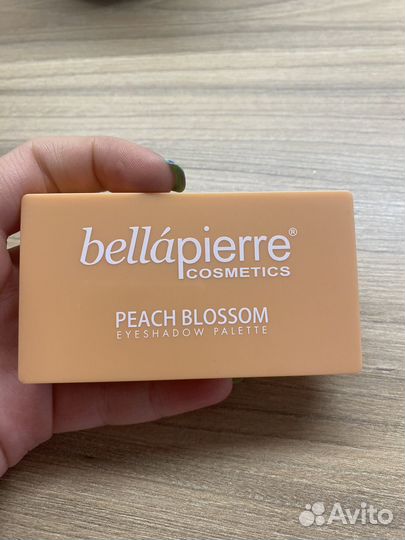 bellápierre®
COSMETICS
PEACH BLOSSOM
EYESHADOW PALETTE
Avito